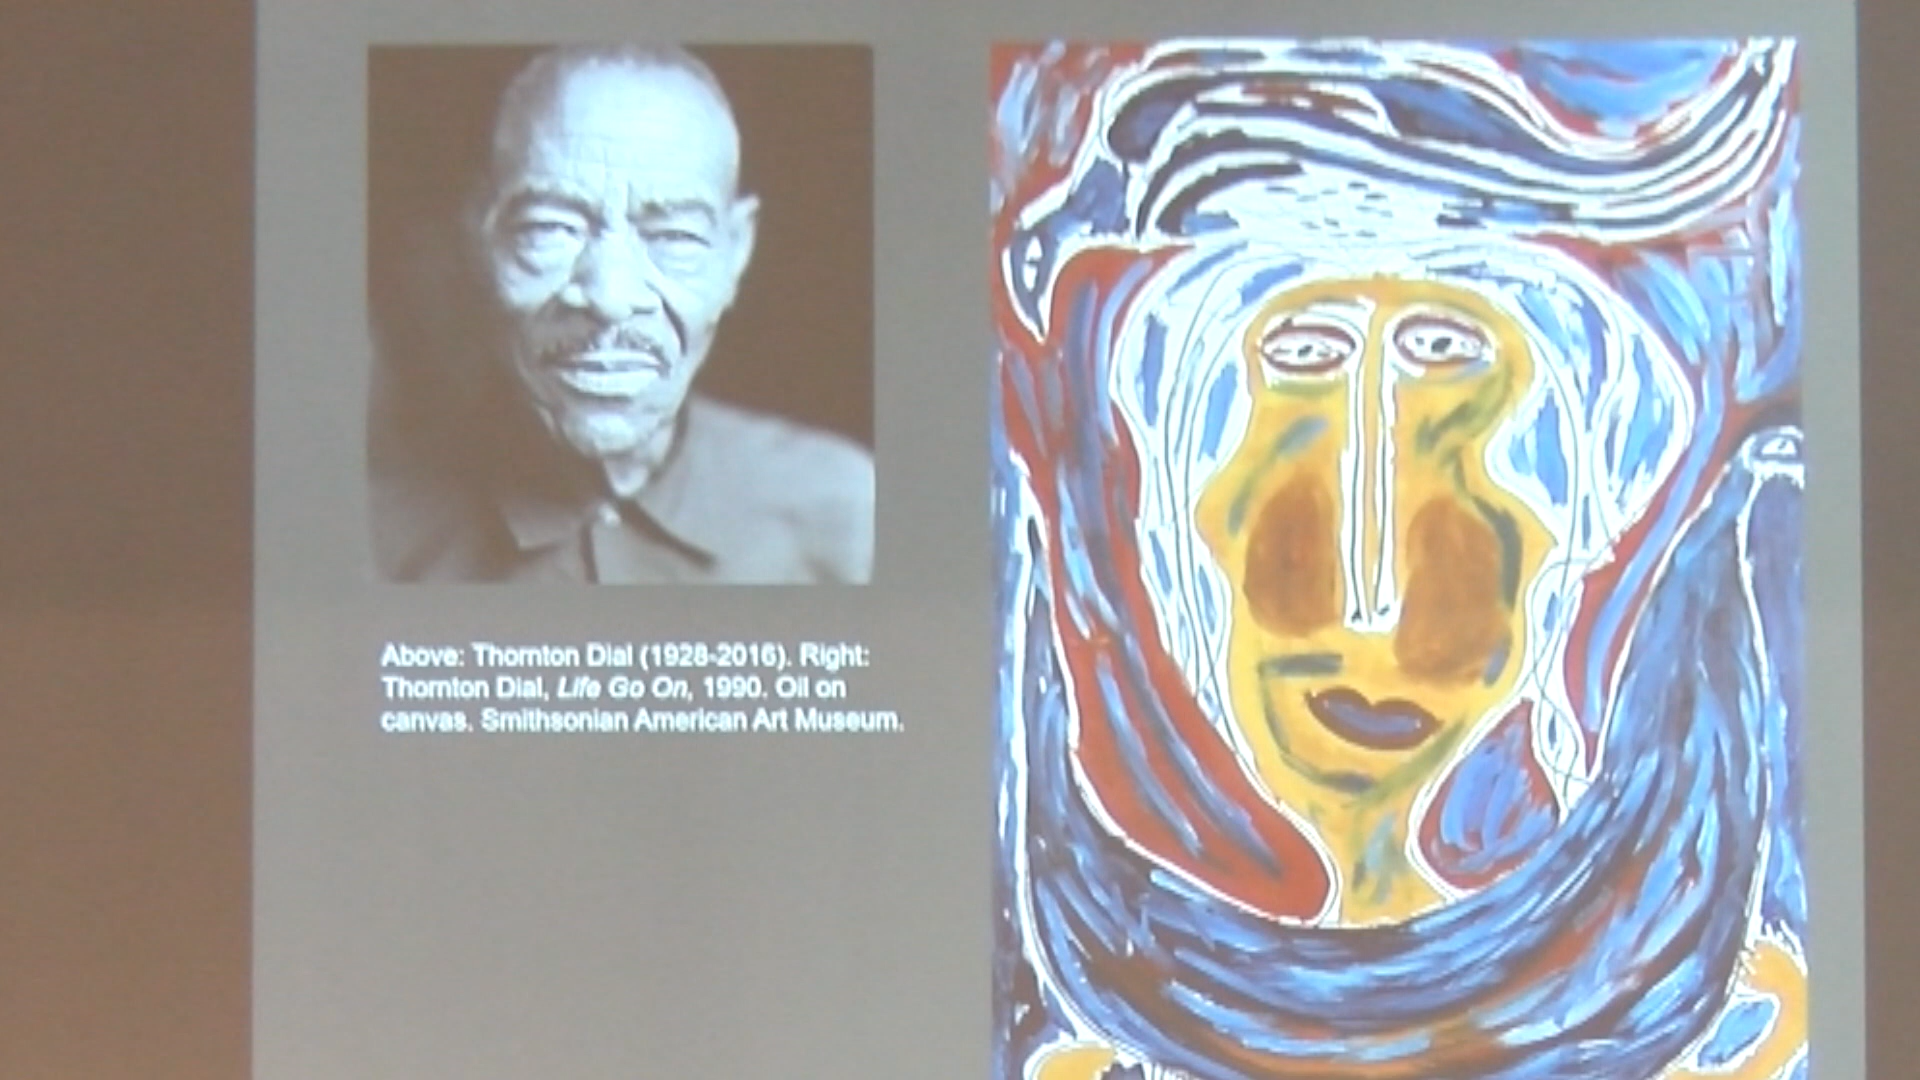 Above: Thornton Dial (1928-2016). Right:
Thornton Dial, Life Go On, 1990. Oil on
canvas. Smithsonian American Art Museum.